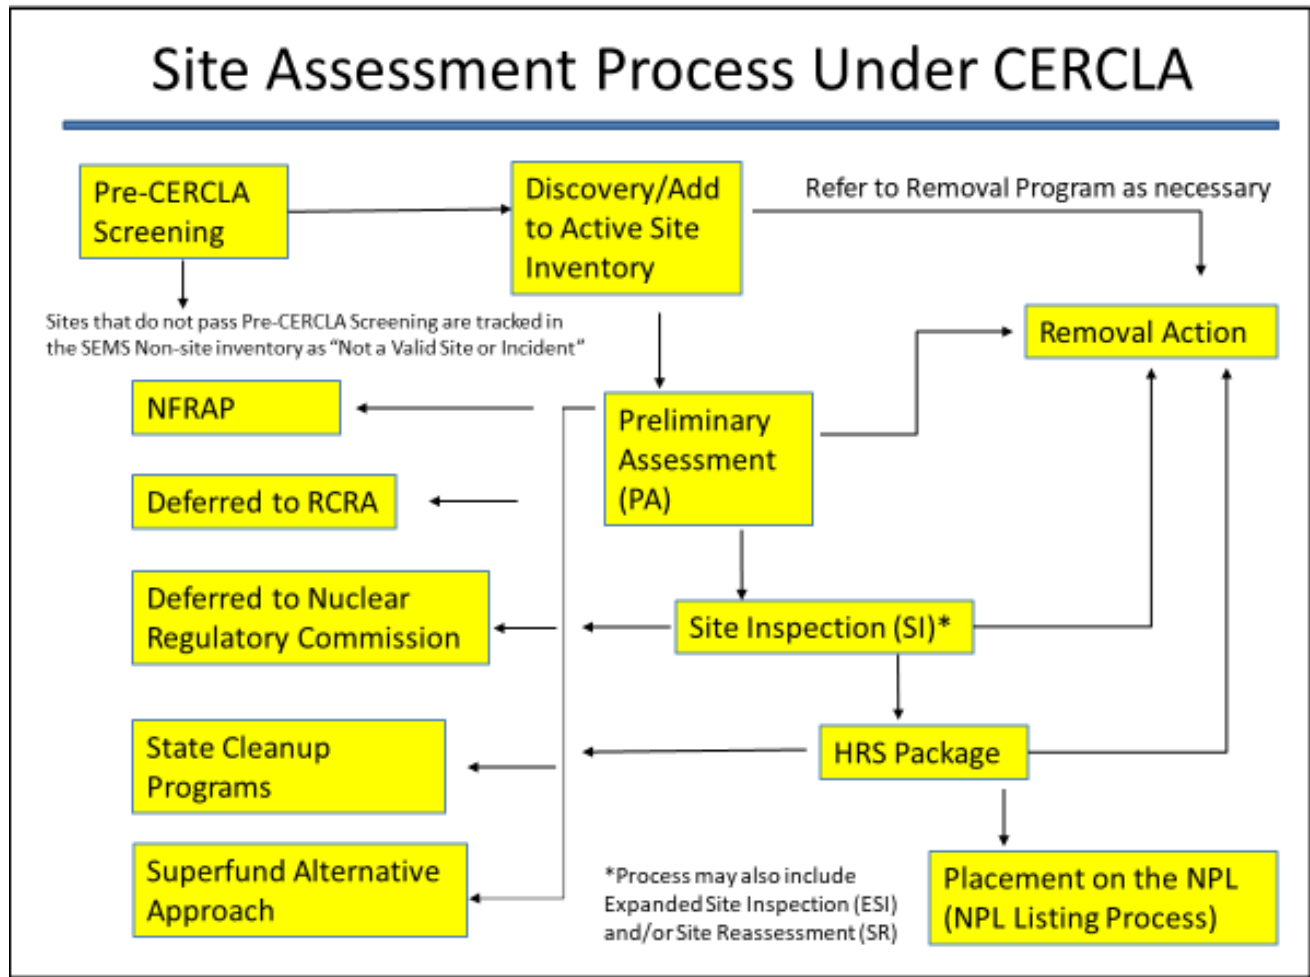 Site Assessment Process Under CERCLA
Pre-CERCLA
Screening
Discovery/Add
to Active Site
Inventory
Refer to Removal Program as necessary
Sites that do not pass Pre-CERCLA Screening are tracked in
the SEMS Non-site inventory as “Not a Valid Site or Incident”
Removal Action
NFRAP
Preliminary
Assessment
(PA)
Deferred to RCRA
Deferred to Nuclear
Regulatory Commission
Site Inspection (SI)*
State Cleanup
Programs
HRS Package
Superfund Alternative
Approach
*Process may also include
Expanded Site Inspection (ESI)
and/or Site Reassessment (SR)
Placement on the NPL
(NPL Listing Process)